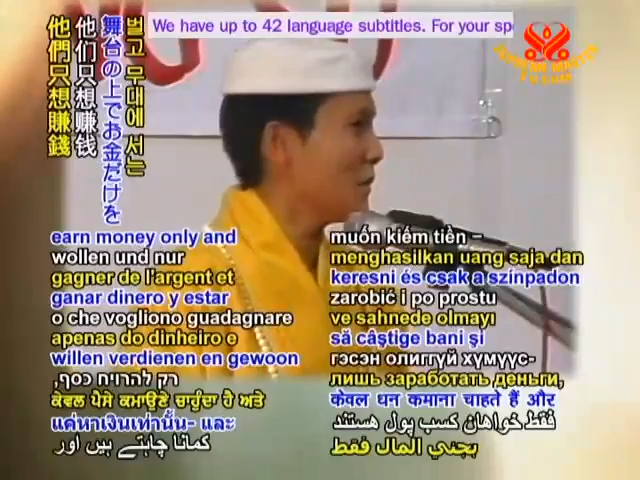 We have up to 42 language subtitles. For your sp
SUPREME MASTER
TELEVISION
他們只想賺錢
他们只想赚钱
舞台の上でお金だけを
벌고 무대에 서는
earn money only and
wollen und nur
gagner de l'argent et
ganar dinero y estar
o che vogliono guadagnare
apenas do dinheiro e
willen verdienen en gewoon
רק להרויח כסף,
ਕੇਵਲ ਪੈਸੇ ਕਮਾਉਣੇ ਚਾਹੁੰਦਾ ਹੈ ਅਤੇ
แค่หาเงินเท่านั้น- และ
کمانا چاہتے ہیں اور
muốn kiếm tiền –
menghasilkan uang saja dan
keresni és csak a színpadon
zarobić i po prostu
ve sahnede olmayı
să câştige bani şi
гэсэн олиггүй хүмүүс-
лишь заработать деньги,
केवल धन कमाना चाहते हैं और
فقط خواهان کسب پول هستند
بجني المال فقط